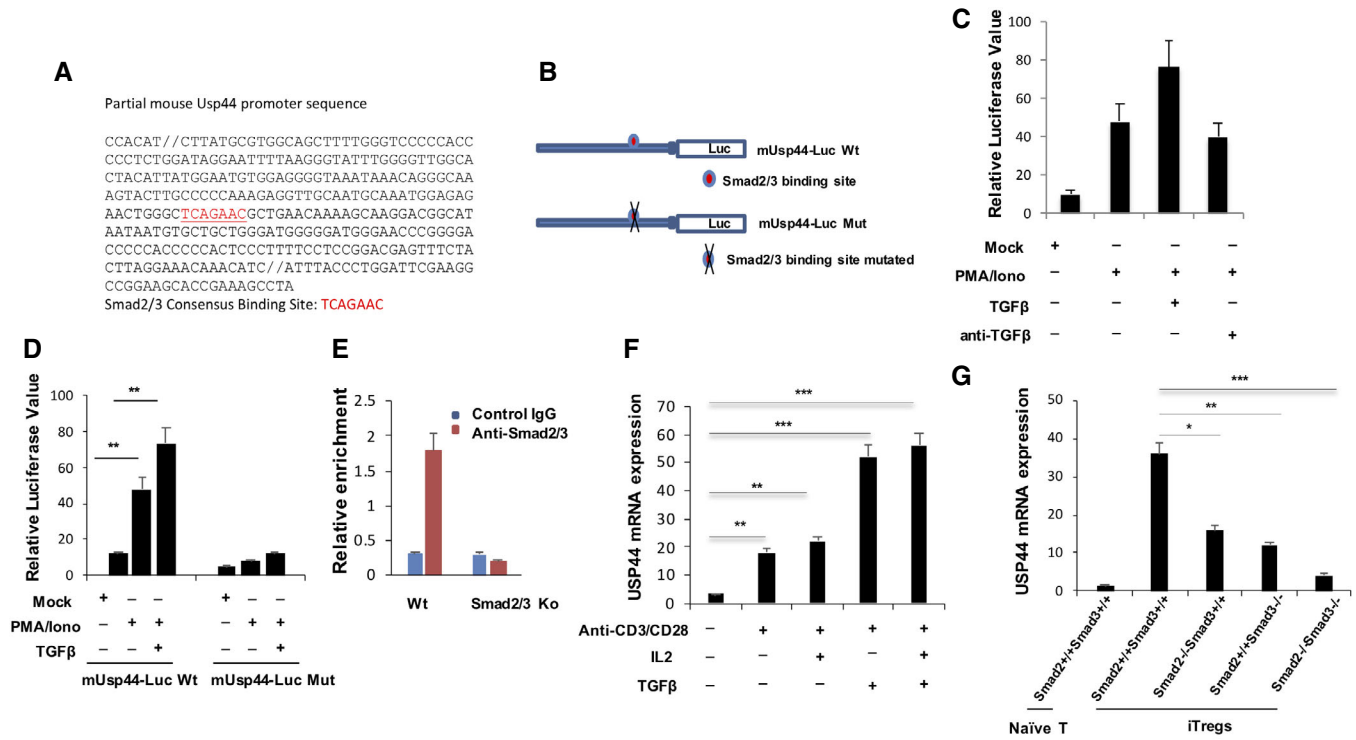 A
Partial mouse Usp44 promoter sequence
CCACAT//CTTATGCGTGGCAGCTTTTGGGTCCCCCACC
CCCTCTGGATAGGAATTTTAAGGGTATTTGGGGTTGGCA
CTACATTATGGAATGTGGAGGGGTAAATAAACAGGGCAA
AGTACTTGCCCCCAAAGAGGTTGCAATGCAAATGGAGAG
AACTGGGCTCAGAACGCTGAACAAAAGCAAGGACGGCAT
AATAATGTGCTGCTGGGATGGGGGATGGGAACCCGGGGA
CCCCCACCCCCACTCCCTTTTCCTCCGGACGAGTTTCTA
CTTAGGAAACAAACATC//ATTTACCCTGGATTCGAAGG
CCGGAAGCACCGAAAGCCTA
Smad2/3 Consensus Binding Site: TCAGAAC
B
Luc
mUsp44-Luc Wt
Smad2/3 binding site
Luc
mUsp44-Luc Mut
Smad2/3 binding site mutated
C
Relative Luciferase Value
100
80
60
40
20
0
Mock + – – –
PMA/Iono – + + +
TGFβ – – + –
anti-TGFβ – – – +
D
Relative Luciferase Value
100
80
60
40
20
0
**
**
Mock + – – + – –
PMA/Iono – + + – + +
TGFβ – – + – – +
mUsp44-Luc Wt
mUsp44-Luc Mut
E
Relative enrichment
2.5
2
1.5
1
0.5
0
Control IgG
Anti-Smad2/3
Wt
Smad2/3 Ko
F
USP44 mRNA expression
70
60
50
40
30
20
10
0
***
***
**
**
Anti-CD3/CD28 – + + + +
IL2 – – + – +
TGFβ – – – + +
G
USP44 mRNA expression
50
40
30
20
10
0
***
**
*
Smad2+/+Smad3+/+
Smad2+/+Smad3+/+
Smad2-/-Smad3+/+
Smad2+/+Smad3-/-
Smad2-/-Smad3-/-
Naïve T
iTregs